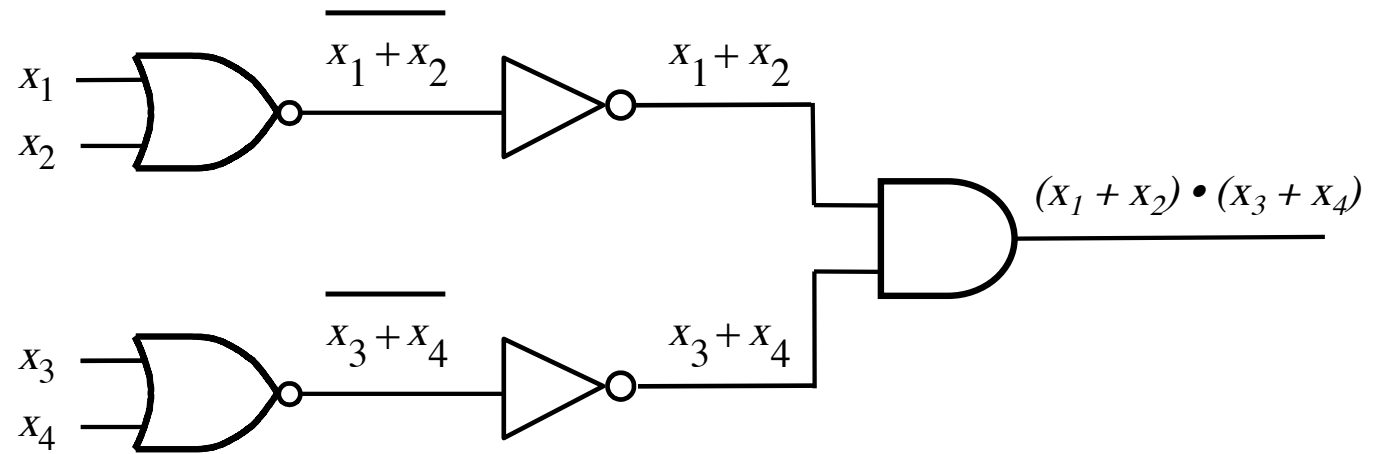 x₁
x₂
x₁ + x₂
x₁ + x₂
(x₁ + x₂) • (x₃ + x₄)
x₃
x₄
x₃ + x₄
x₃ + x₄